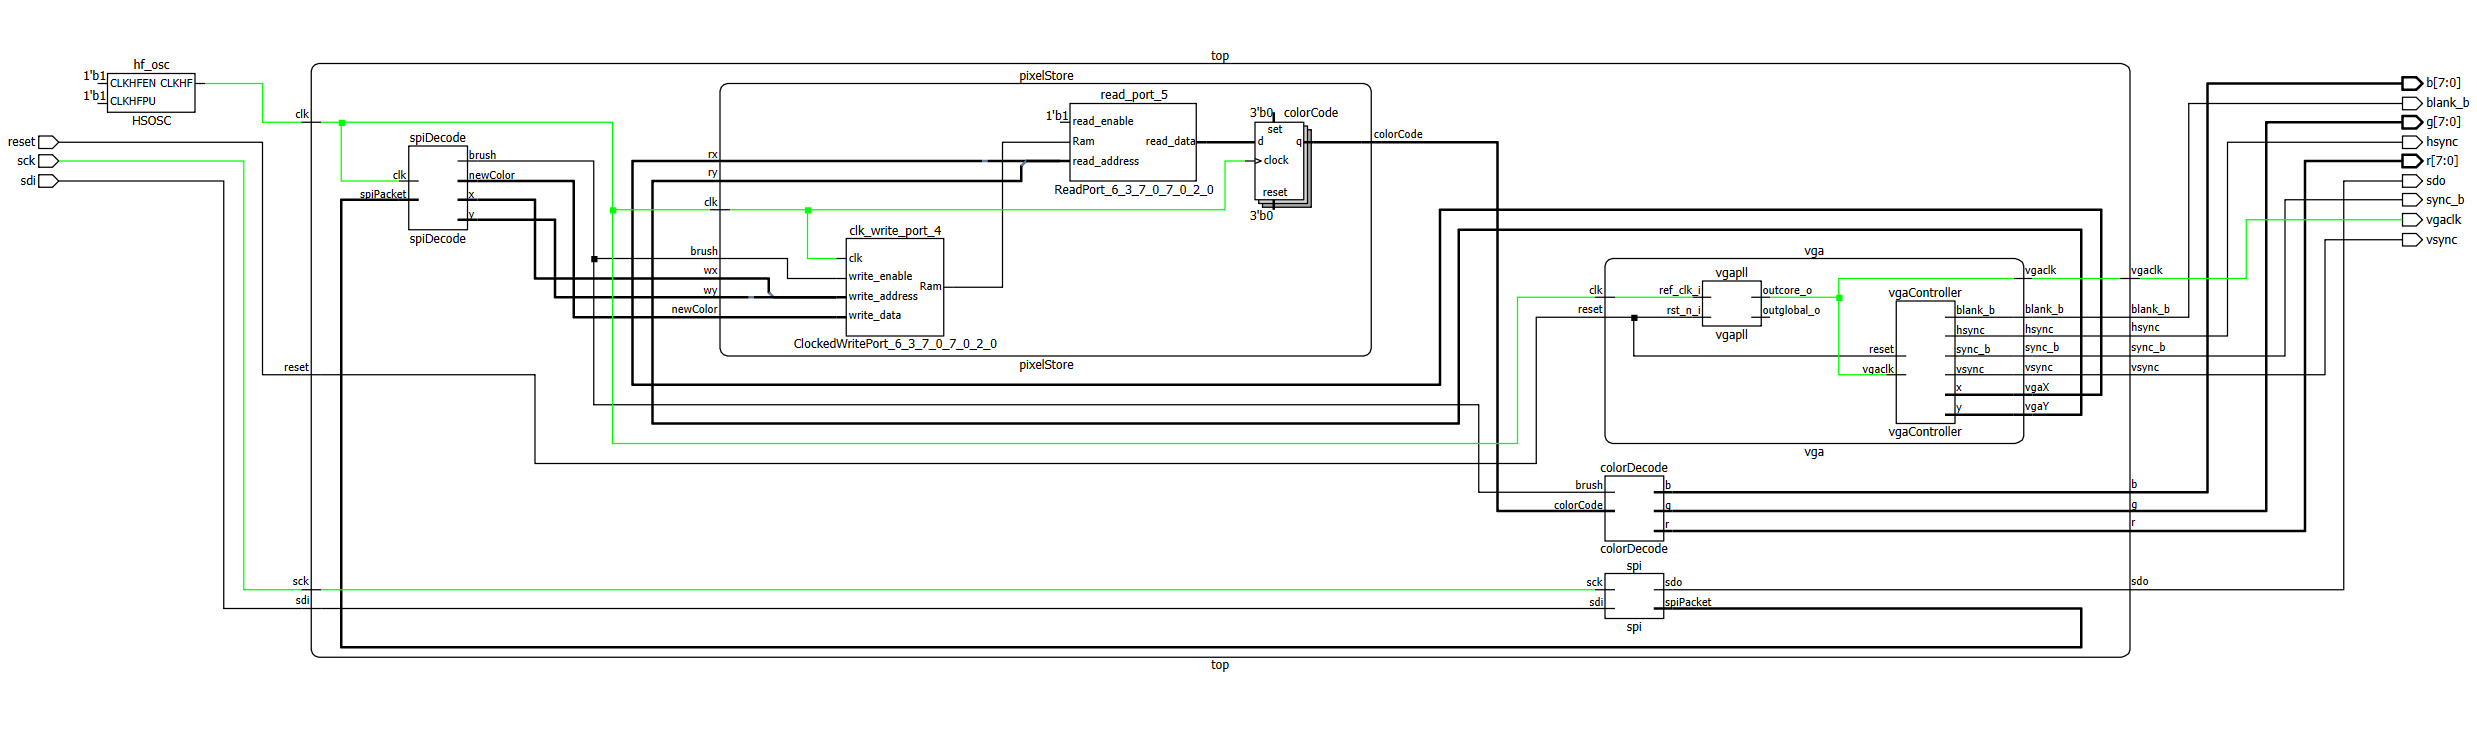 top
hf_osc
1'b1 CLKHFEN CLKHF
1'b1 CLKHFPU
HSOSC
reset
sck
sdi
clk
reset
sck
sdi
spiDecode
clk
spiPacket
brush
newColor
x
y
spiDecode
pixelStore
rx
ry
clk
brush
wx
wy
newColor
read_port_5
1'b1 read_enable
Ram read_data
read_address
ReadPort_6_3_7_0_7_0_2_0
3'b0 colorCode
set
d q
clock
reset
3'b0
colorCode
clk_write_port_4
clk
write_enable
write_address
write_data
Ram
ClockedWritePort_6_3_7_0_7_0_2_0
pixelStore
vga
clk
reset
vgapll
ref_clk_i outcore_o
rst_n_i outglobal_o
vgapll
vgaController
reset
vgaclk
blank_b
hsync
sync_b
vsync
x
y
vgaController
vgaclk
blank_b
hsync
sync_b
vsync
vgaX
vgaY
vga
colorDecode
brush b
colorCode g
r
colorDecode
spi
sck sdo
sdi spiPacket
spi
vgaclk
blank_b
hsync
sync_b
vsync
b
g
r
sdo
top
b[7:0]
blank_b
g[7:0]
hsync
r[7:0]
sdo
sync_b
vgaclk
vsync